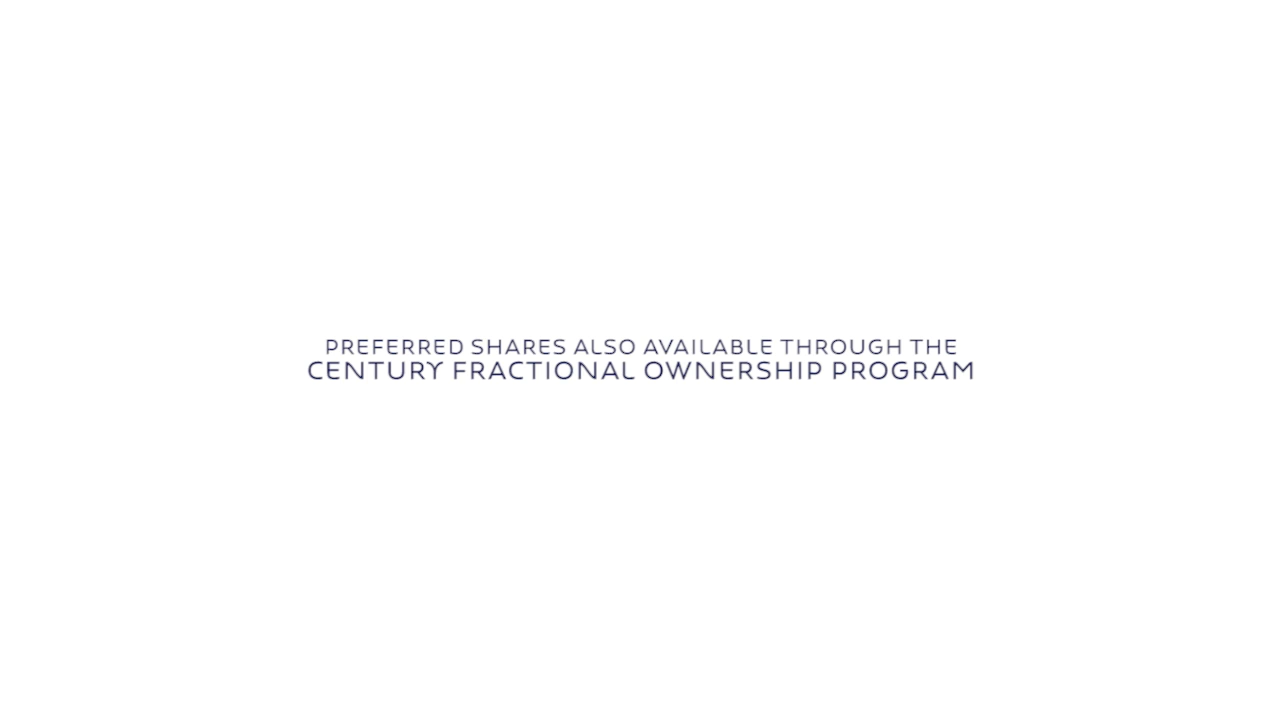 PREFERRED SHARES ALSO AVAILABLE THROUGH THE
CENTURY FRACTIONAL OWNERSHIP PROGRAM